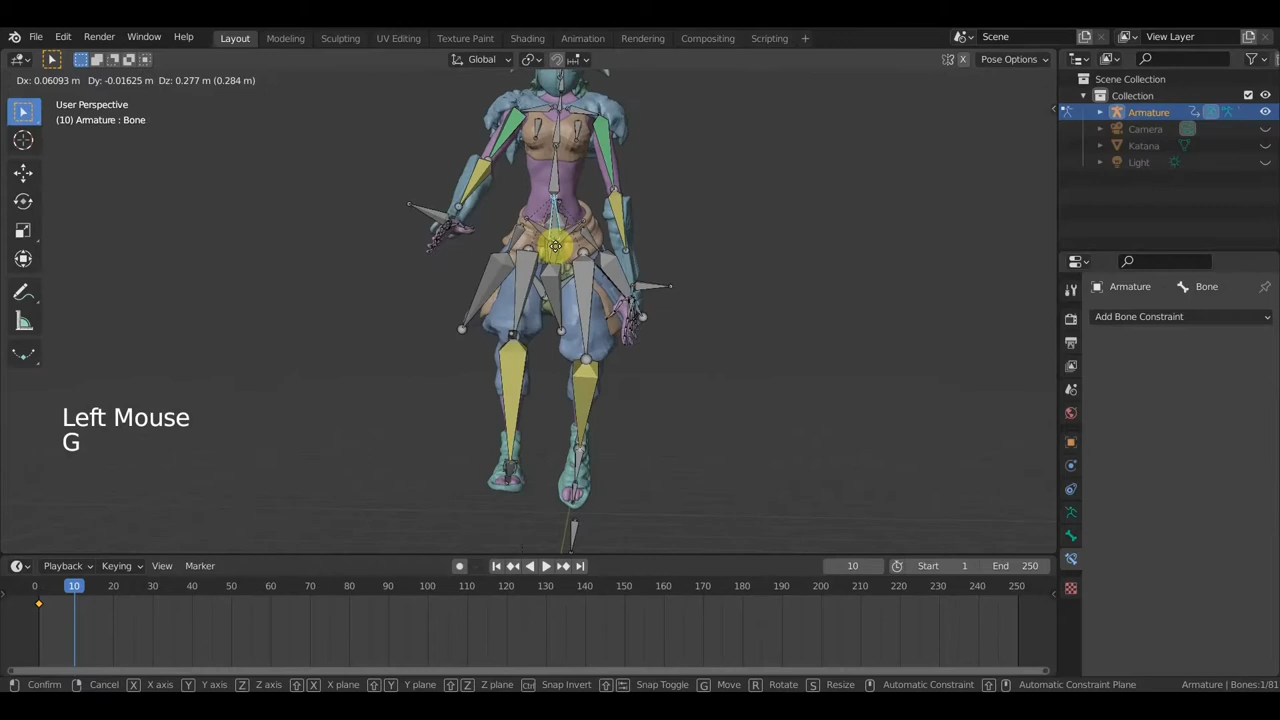 File Edit Render Window Help Layout Modeling Sculpting UV Editing Texture Paint Shading Animation Rendering Compositing Scripting + Scene View Layer
Global X Pose Options
Dx: 0.06093 m Dy: -0.01625 m Dz: 0.277 m (0.284 m)
User Perspective
(10) Armature : Bone
Scene Collection
Collection
Armature
Camera
Katana
Light
Armature Bone
Add Bone Constraint
Left Mouse
G
Playback Keying View Marker 10 Start 1 End 250
0 10 20 30 40 50 60 70 80 90 100 110 120 130 140 150 160 170 180 190 200 210 220 230 240 250
Confirm Cancel X X axis Y Y axis Z Z axis X X plane Y Y plane Z Z plane Ctrl Snap Invert Snap Toggle G Move R Rotate S Resize Automatic Constraint Automatic Constraint Plane Armature | Bones:1/81